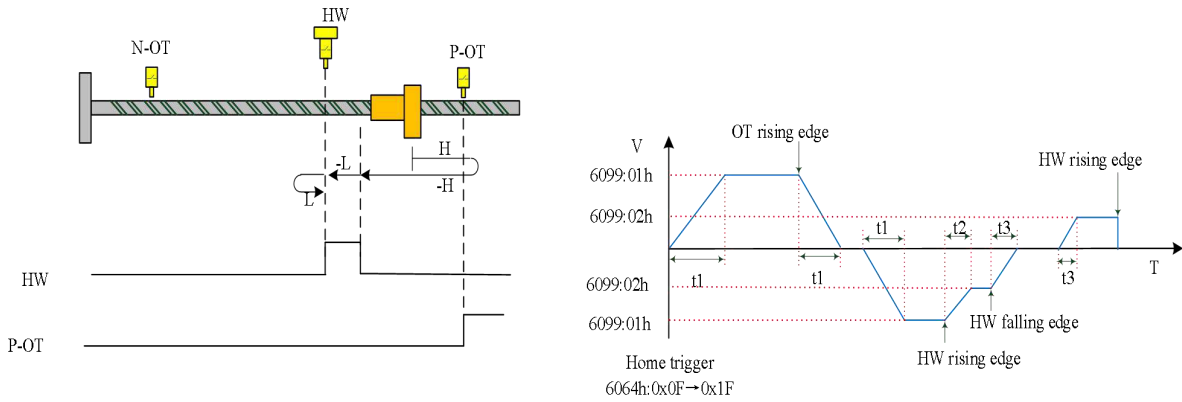 HW
N-OT
P-OT
H
-L
-H
L
HW
P-OT
V
OT rising edge
HW rising edge
6099:01h
6099:02h
t1
t2
t3
t1
t1
t3
T
6099:02h
6099:01h
HW falling edge
HW rising edge
Home trigger
6064h:0x0F→0x1F